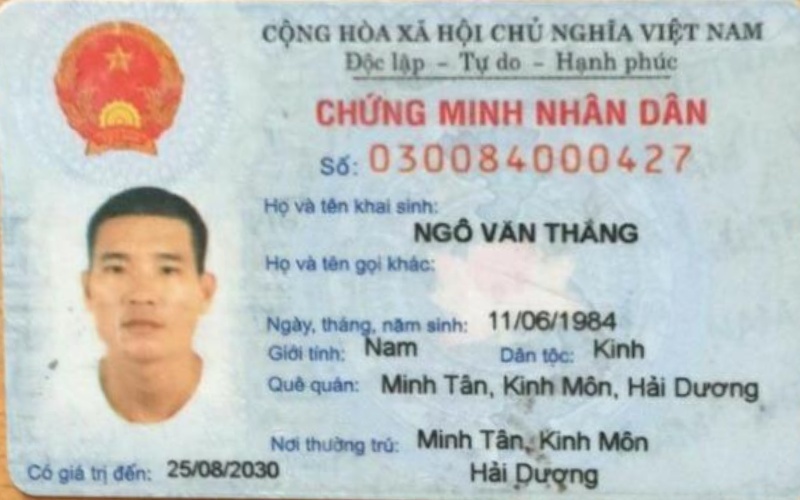 CỘNG HÒA XÃ HỘI CHỦ NGHĨA VIỆT NAM
Độc lập - Tự do - Hạnh phúc
CHỨNG MINH NHÂN DÂN
Số: 030084000427
Họ và tên khai sinh:
NGÔ VĂN THẮNG
Họ và tên gọi khác:
Ngày, tháng, năm sinh: 11/06/1984
Giới tính: Nam Dân tộc: Kinh
Quê quán: Minh Tân, Kinh Môn, Hải Dương
Nơi thường trú: Minh Tân, Kinh Môn
Hải Dương
Có giá trị đến: 25/08/2030